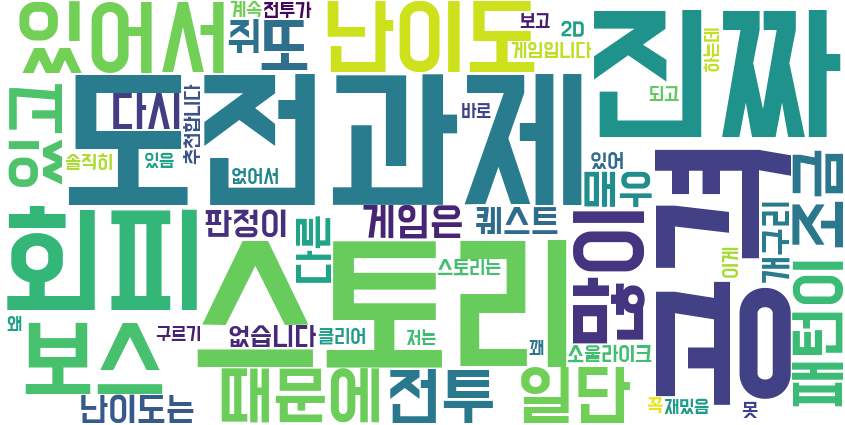 있어서
계속
전투가
쥐
또
난이도
보고
2D
게임입니다
하는데
진짜
있고
도전과제
다시
추천합니다
바로
되고
솔직히
있음
없어서
있어
매우
몹
조
회피
판정이
게임은
퀘스트
보스
스토리
스토리는
다른
위험이
이게
개구리
패턴이
왜
구르기
없습니다
클리어
저는
꽤
소울라이크
난이도는
때문에
전투
일단
꼭
재밌음
못